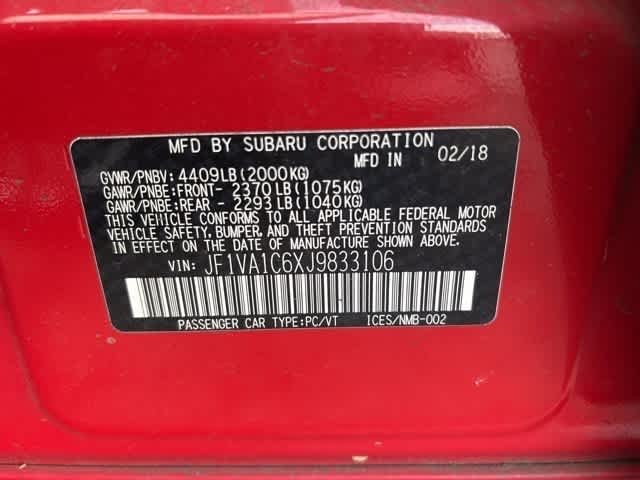 MFD BY SUBARU CORPORATION
MFD IN 02/18
GVWR/PNBV: 4409LB(2000KG)
GAWR/PNBE:FRONT- 2370LB(1075KG)
GAWR/PNBE:REAR - 2293LB(1040KG)
THIS VEHICLE CONFORMS TO ALL APPLICABLE FEDERAL MOTOR
VEHICLE SAFETY, BUMPER, AND THEFT PREVENTION STANDARDS
IN EFFECT ON THE DATE OF MANUFACTURE SHOWN ABOVE.
VIN: JF1VA1C6XJ9833106
PASSENGER CAR TYPE:PC/VT ICES/NMB-002